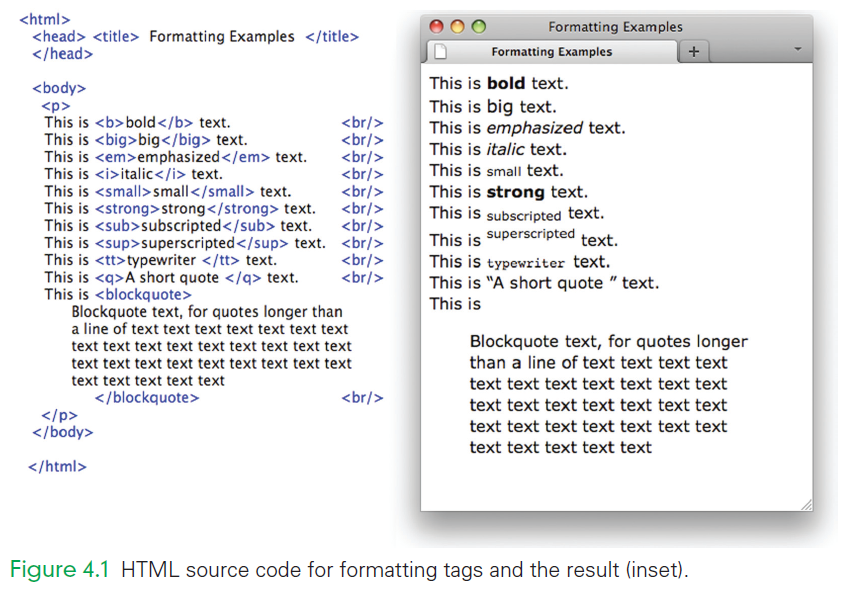 <html>
<head> <title> Formatting Examples </title>
</head>
<body>
<p>
This is <b>bold</b> text. <br/>
This is <big>big</big> text. <br/>
This is <em>emphasized</em> text. <br/>
This is <i>italic</i> text. <br/>
This is <small>small</small> text. <br/>
This is <strong>strong</strong> text. <br/>
This is <sub>subscripted</sub> text. <br/>
This is <sup>superscripted</sup> text. <br/>
This is <tt>typewriter </tt> text. <br/>
This is <q>A short quote </q> text. <br/>
This is <blockquote>
Blockquote text, for quotes longer than
a line of text text text text text text text
text text text text text text text text text
text text text text text text text text text
text text text text text
</blockquote> <br/>
</p>
</body>
</html>
Formatting Examples
Formatting Examples
This is bold text.
This is big text.
This is emphasized text.
This is italic text.
This is small text.
This is strong text.
This is subscripted text.
This is superscripted text.
This is typewriter text.
This is “A short quote ” text.
This is
Blockquote text, for quotes longer
than a line of text text text text
text text text text text text text
text text text text text text text
text text text text text text text
text text text text text
Figure 4.1 HTML source code for formatting tags and the result (inset).